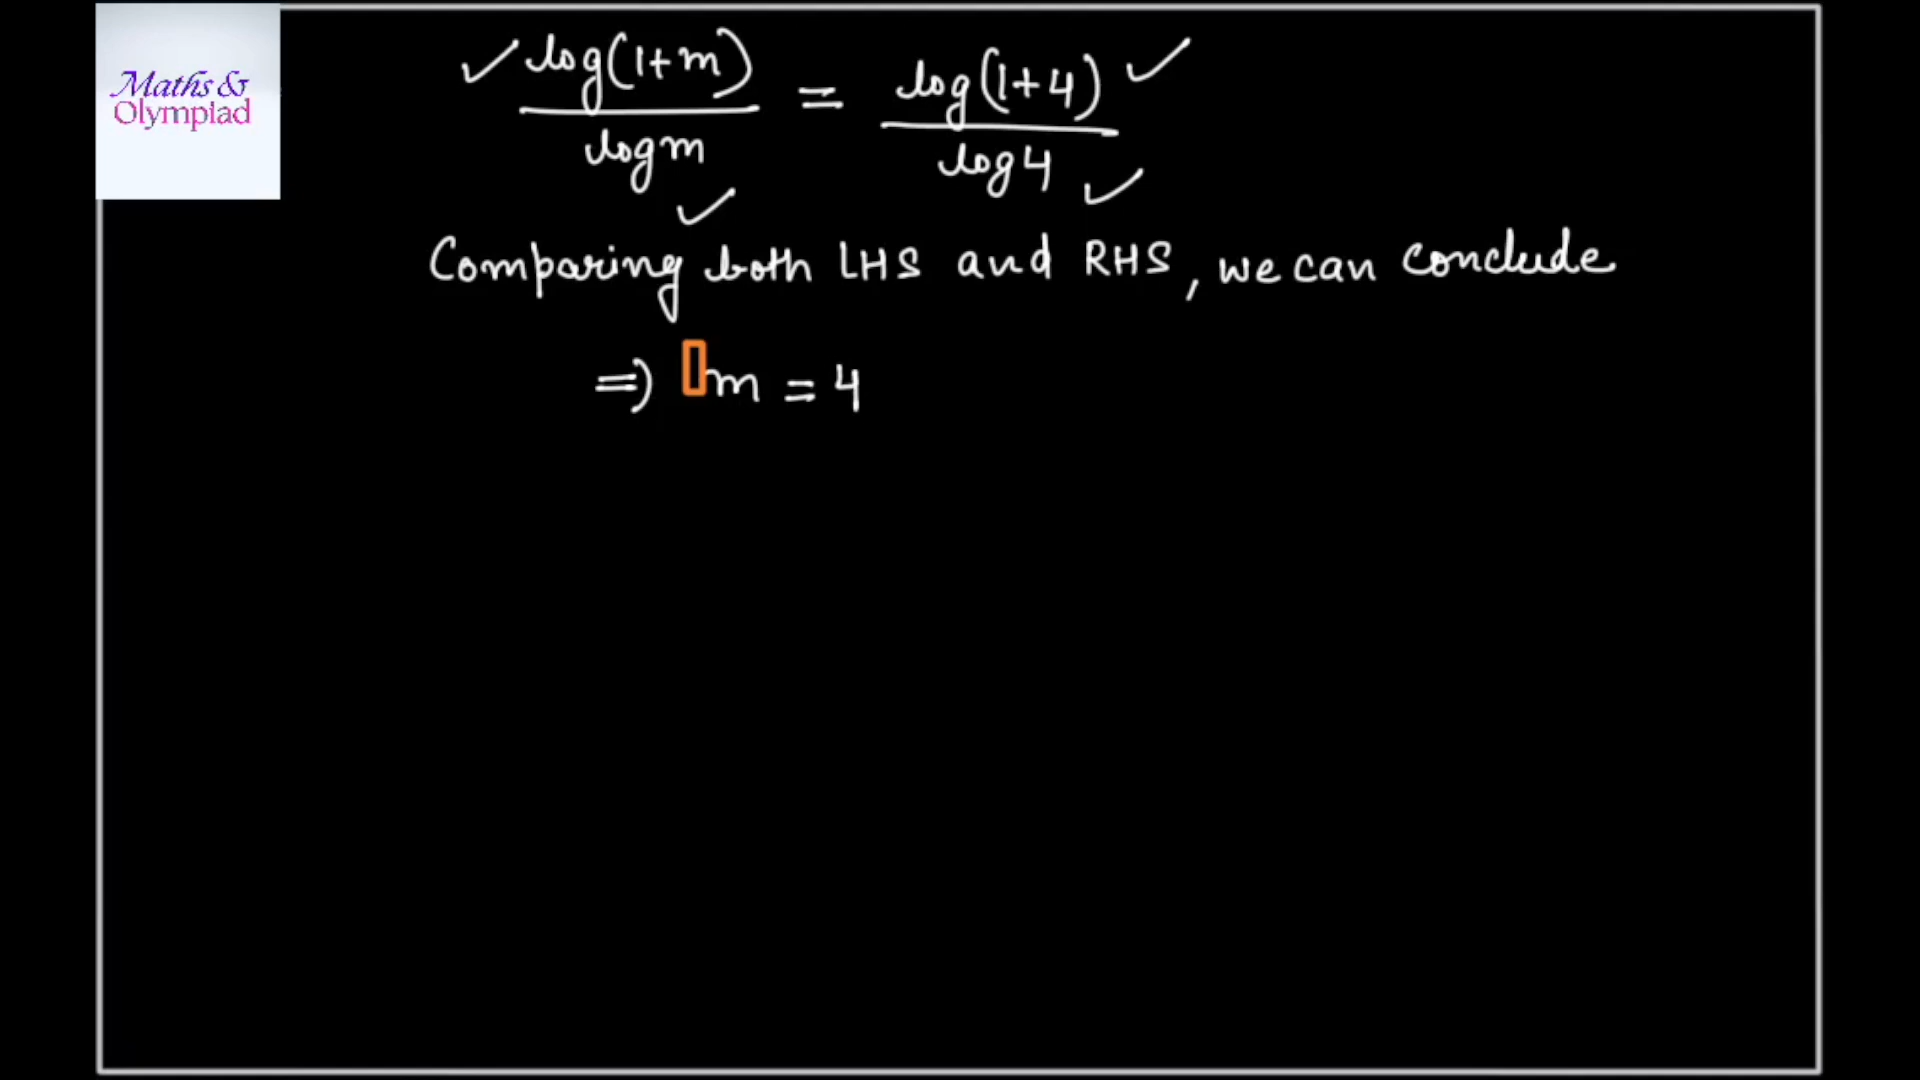 Maths &
Olympiad
✓ log(1+m) / log m ✓ = log(1+4) ✓ / log 4 ✓
Comparing both LHS and RHS, we can conclude
⇒ m = 4